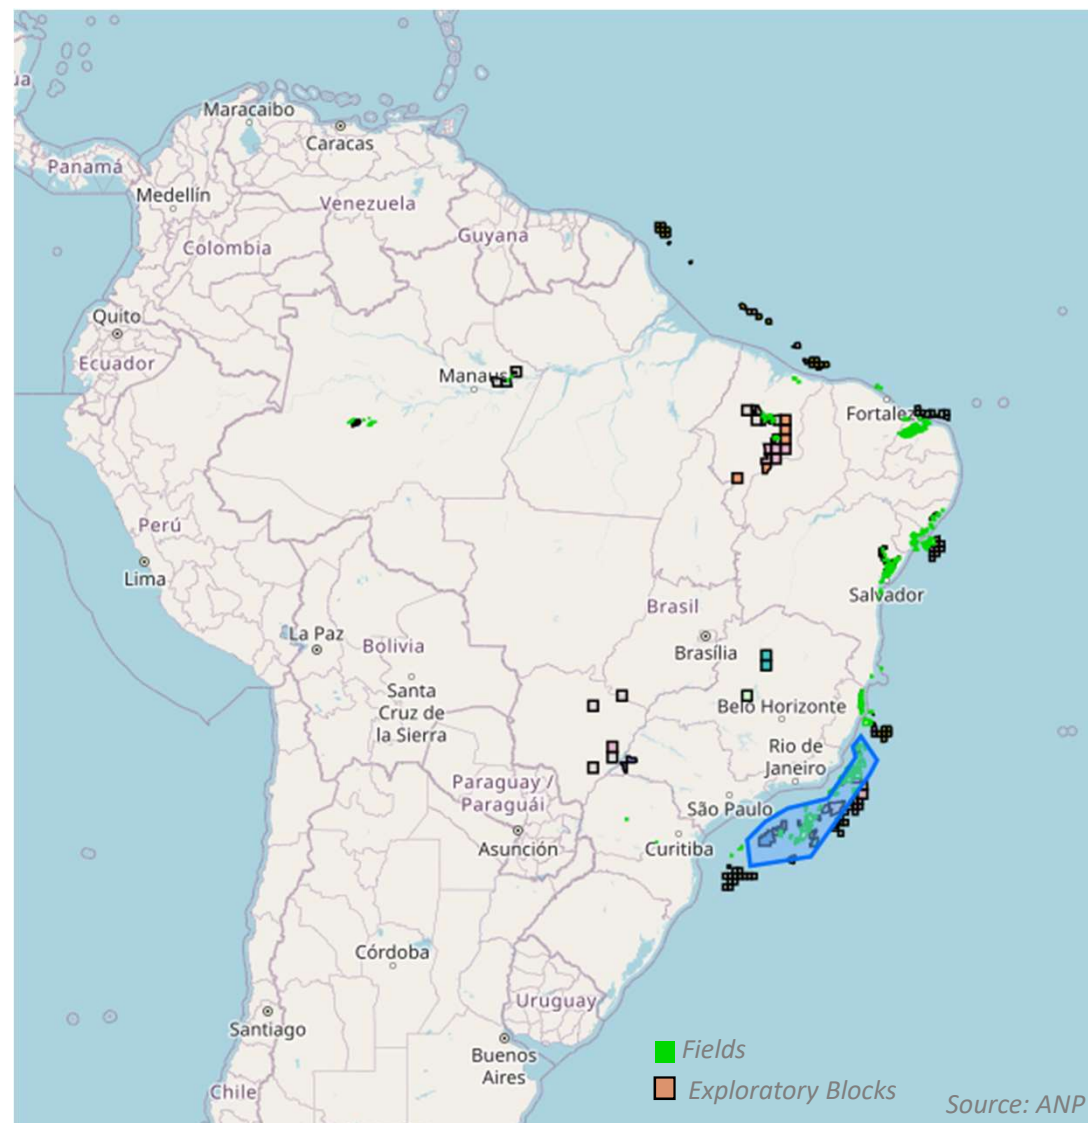 úa
Maracaibo
Caracas
Panamá
Medellín
Venezuela
Guyana
Colombia
Quito
Ecuador
Manaus
Fortalez
Perú
Lima
Salvador
Brasil
La Paz
Bolivia
Brasília
Santa
Cruz de
la Sierra
Belo Horizonte
Rio de
Janeiro
Paraguay /
Paraguái
São Paulo
Asunción
Curitiba
Córdoba
Uruguay
Santiago
Buenos
Aires
Chile
Fields
Exploratory Blocks
Source: ANP